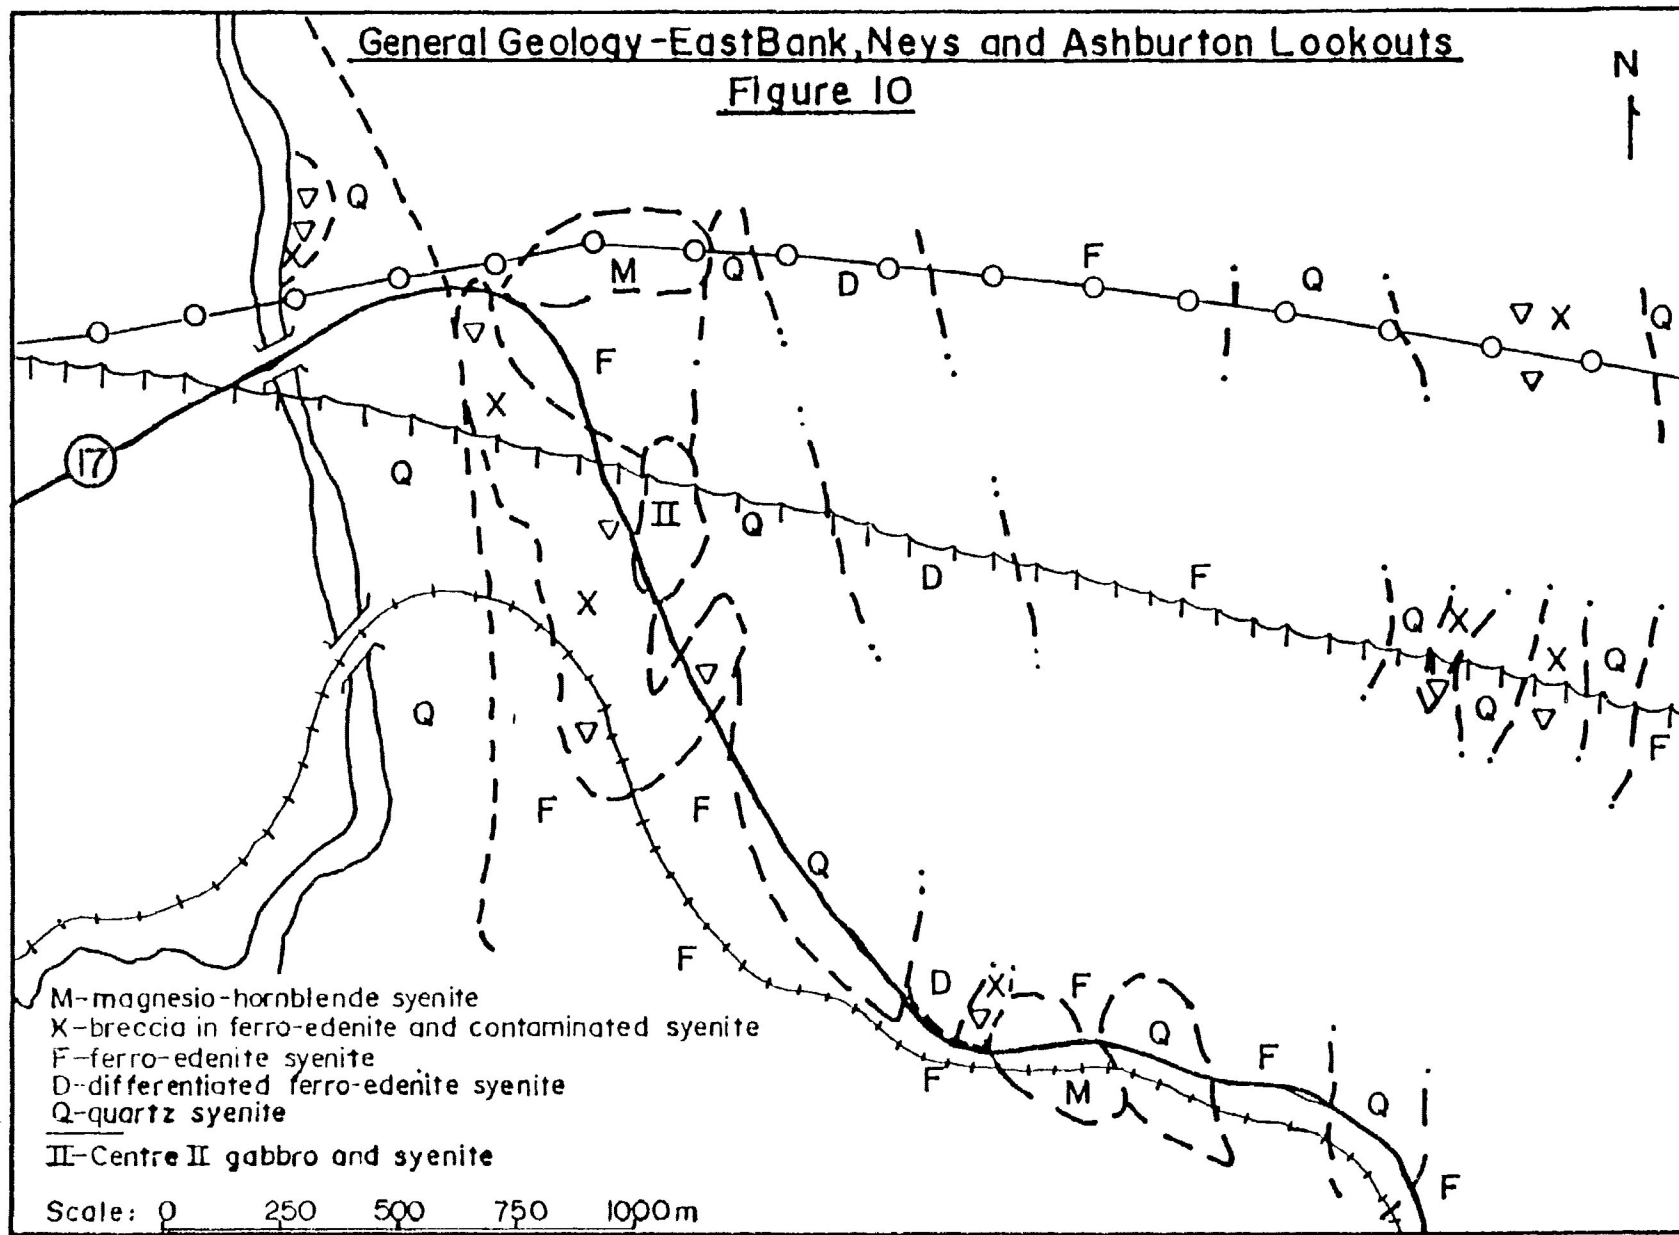 General Geology-EastBank,Neys and Ashburton Lookouts
Figure 10
N
Q
X
M
Q
D
F
Q
X
Q
F
X
17
Q
II
Q
D
F
X
Q
X
Q
X
Q
F
Q
F
F
Q
F
D
X
F
Q
F
F
M
Q
F
M-magnesio-hornblende syenite
X-breccia in ferro-edenite and contaminated syenite
F-ferro-edenite syenite
D-differentiated ferro-edenite syenite
Q-quartz syenite
II-Centre II gabbro and syenite
Scale: 0 250 500 750 1000m